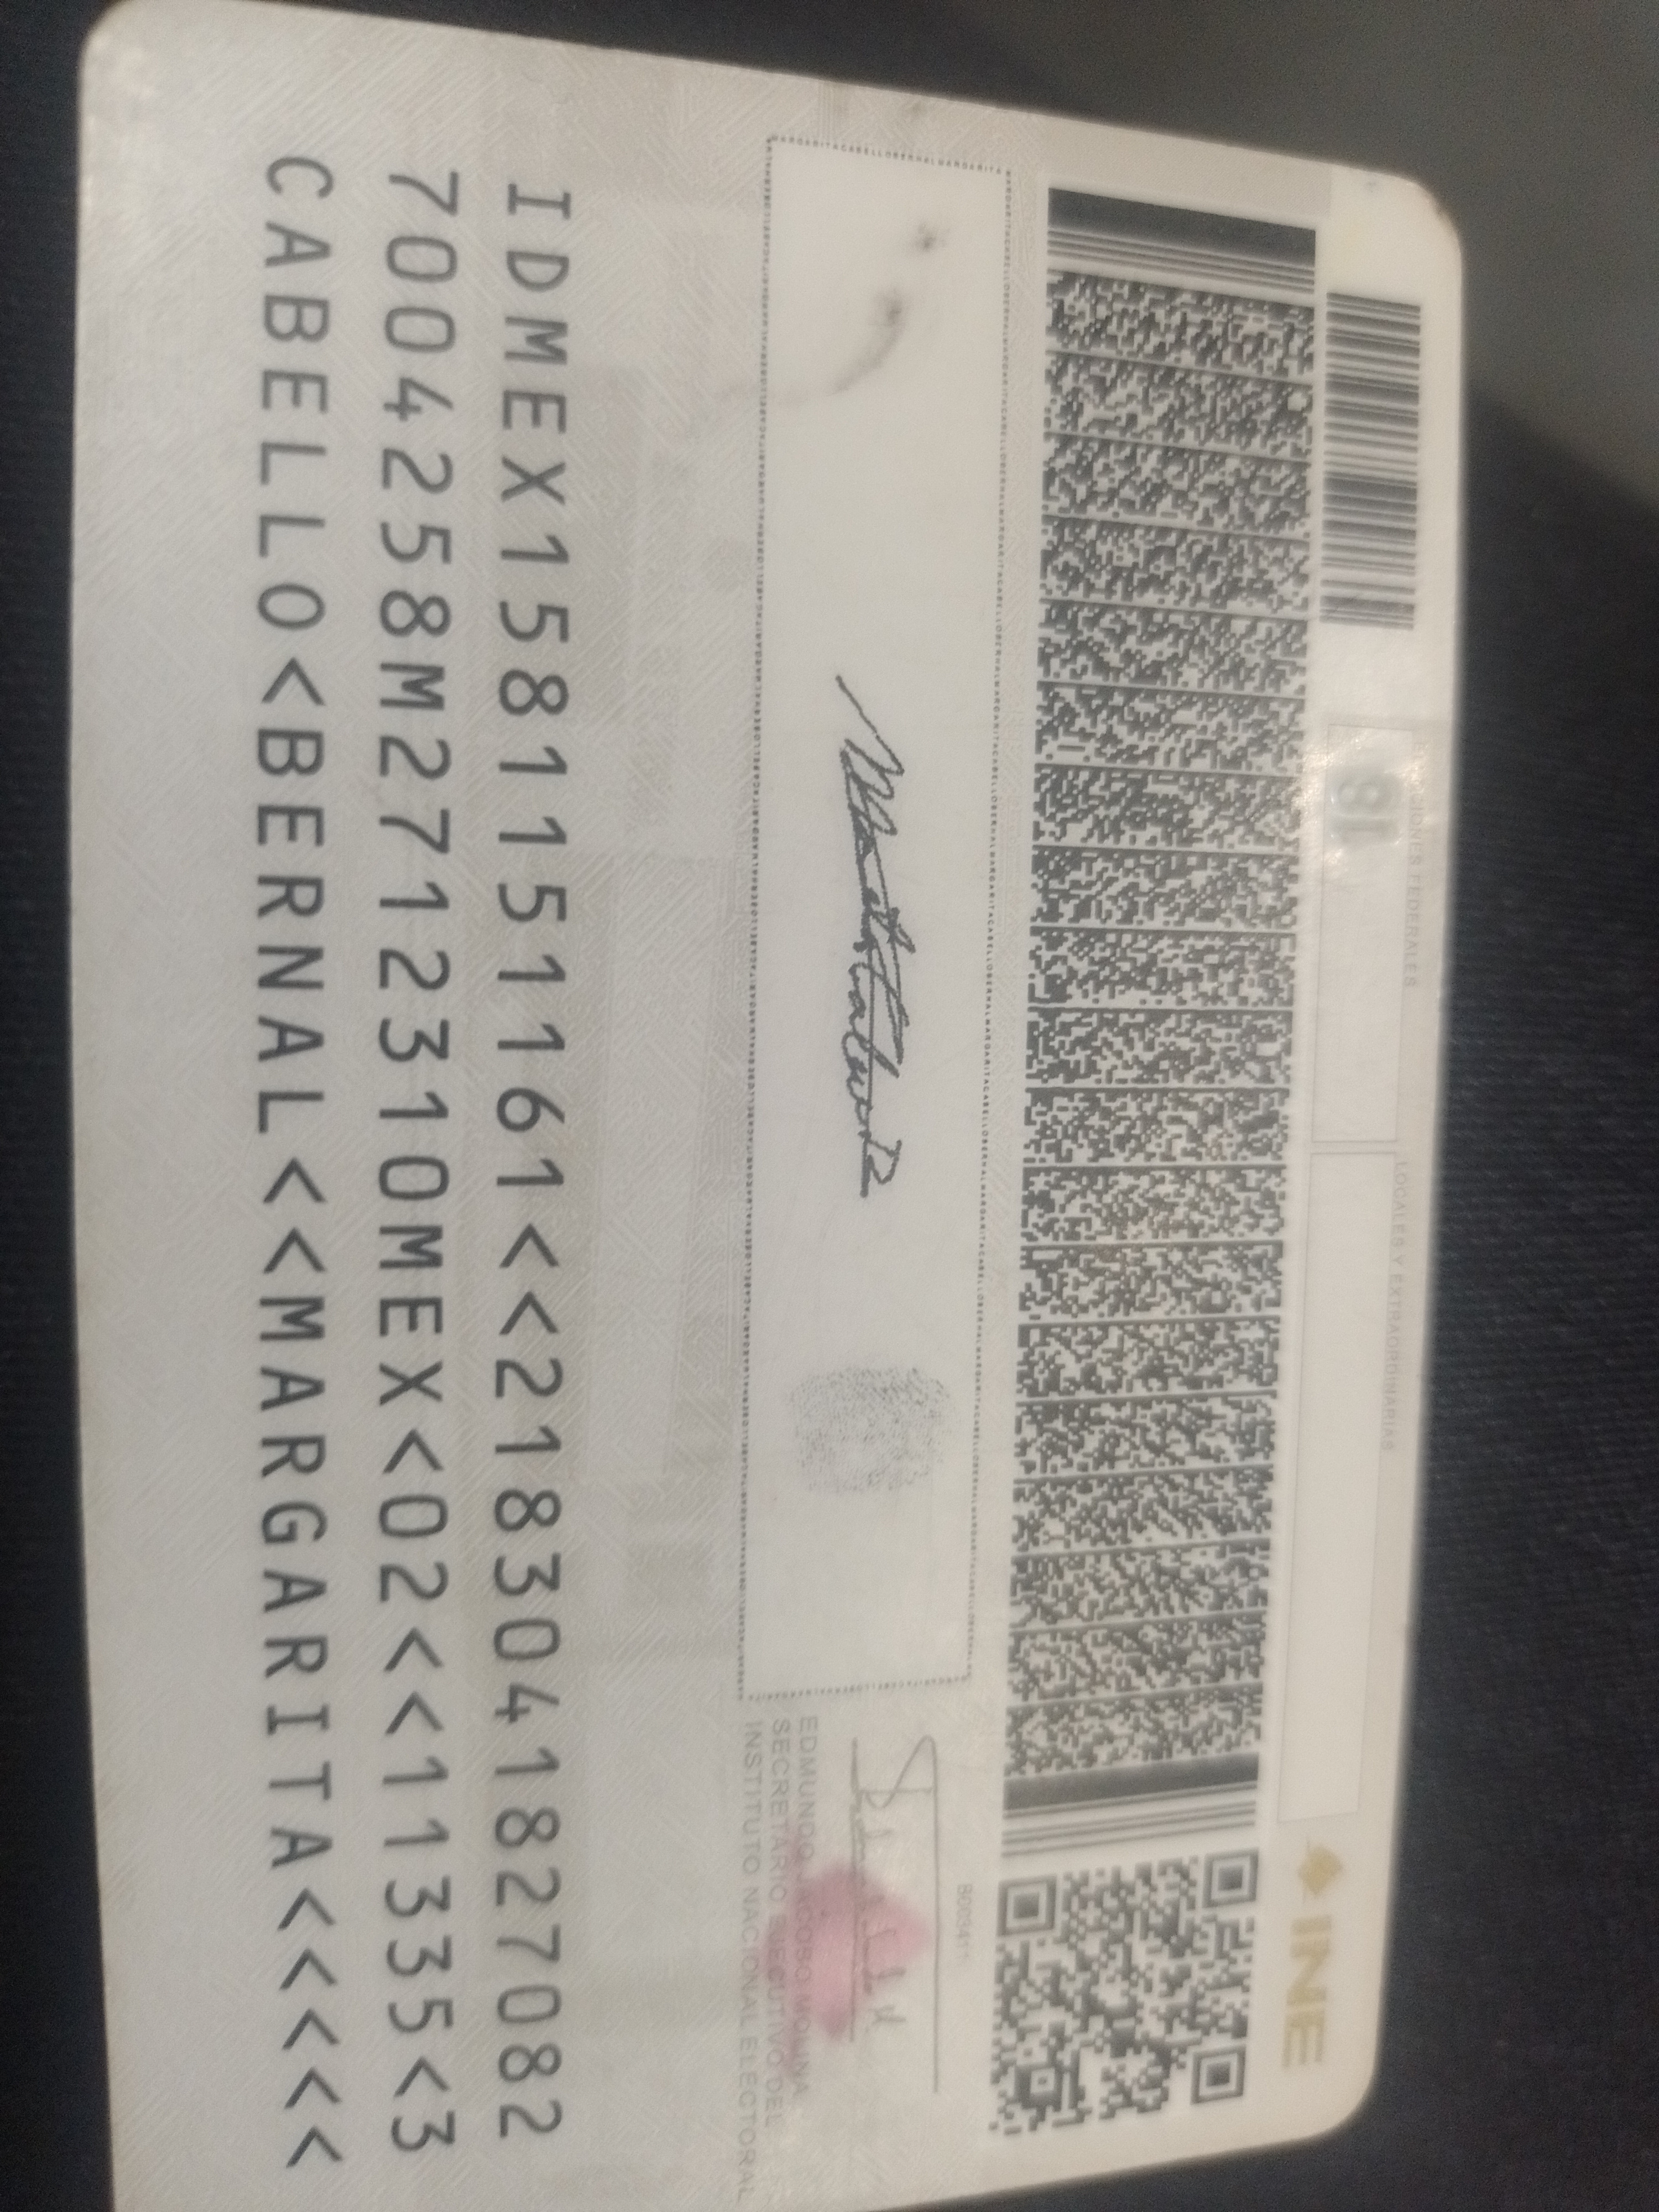 INE
LOCALES Y EXTRAORDINARIAS
18
EDMUNDO JACOBO MOLINA
SECRETARIO EJECUTIVO DEL
INSTITUTO NACIONAL ELECTORAL
IDMEX1581151161<<2183041827082
7004258M2712310MEX<02<<11335<3
CABELLO<BERNAL<<MARGARITA<<<<<